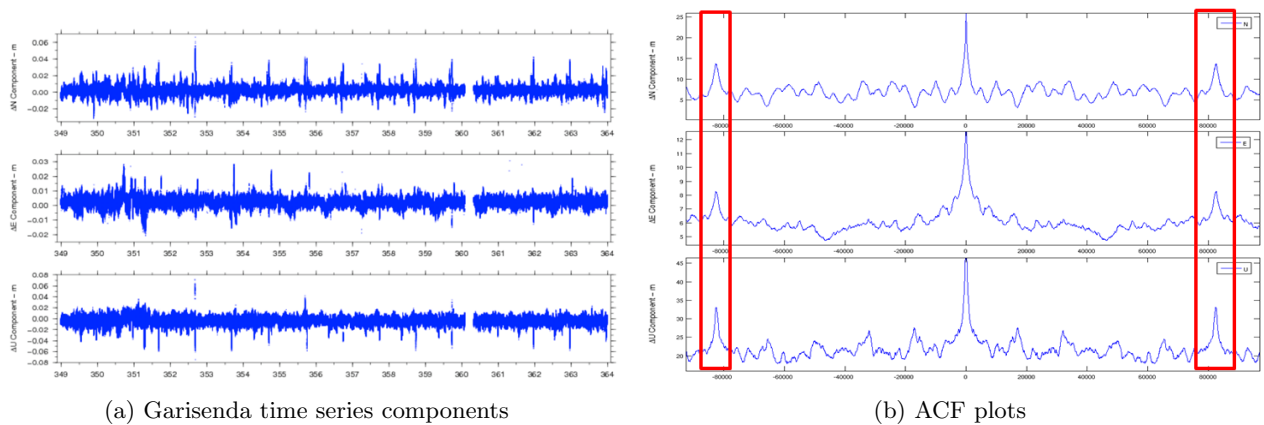 ΔN Component – m
0.06
0.04
0.02
0.00
−0.02
349 350 351 352 353 354 355 356 357 358 359 360 361 362 363 364
ΔE Component – m
0.03
0.01
−0.01
−0.02
349 350 351 352 353 354 355 356 357 358 359 360 361 362 363 364
ΔU Component – m
0.08
0.06
0.04
0.02
0.00
−0.02
−0.04
−0.06
−0.08
349 350 351 352 353 354 355 356 357 358 359 360 361 362 363 364
(a) Garisenda time series components
ΔN Component – m
N
25
20
15
10
5
-80000 -60000 -40000 -20000 0 20000 40000 60000 80000
ΔE Component – m
E
12
11
10
9
8
7
6
5
-80000 -60000 -40000 -20000 0 20000 40000 60000 80000
ΔU Component – m
U
45
40
35
30
25
20
-80000 -60000 -40000 -20000 0 20000 40000 60000 80000
(b) ACF plots